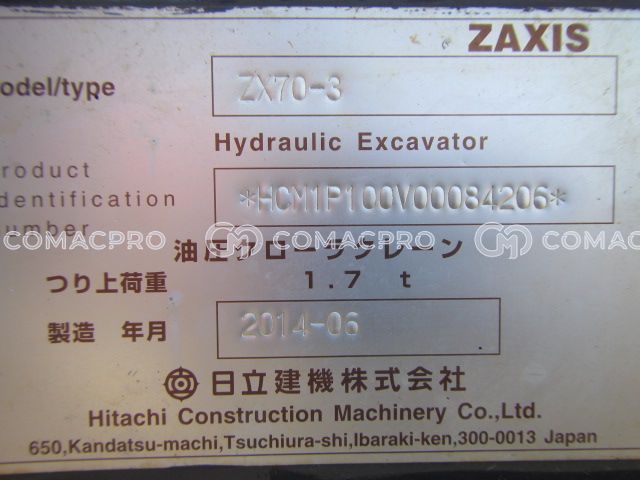 ZAXIS
odel/type ZX70-3
Hydraulic Excavator
roduct
dentification *HCM1P100V00084206*
umber
COMACPRO COMACPRO COMAC
油圧クローラクレーン
つり上荷重 1.7 t
製造 年月 2014-06
日立建機株式会社
Hitachi Construction Machinery Co.,Ltd.
650,Kandatsu-machi,Tsuchiura-shi,Ibaraki-ken,300-0013 Japan